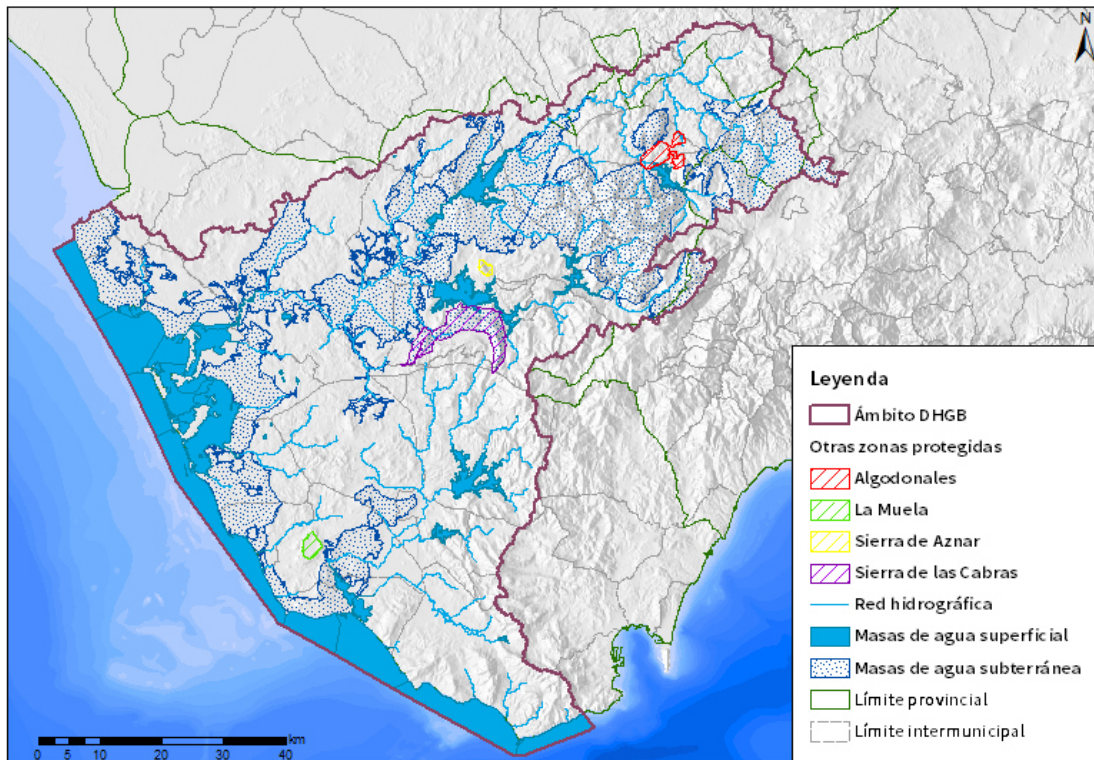 N
Leyenda
Ámbito DHGB
Otras zonas protegidas
Algodonales
La Muela
Sierra de Aznar
Sierra de las Cabras
Red hidrográfica
Masas de agua superficial
Masas de agua subterránea
Límite provincial
Límite intermunicipal
km
0 5 10 20 30 40